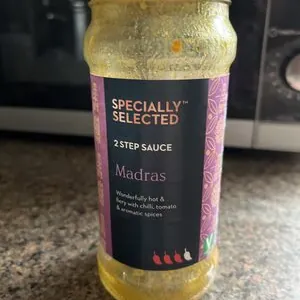 SPECIALLY™
SELECTED
2 STEP SAUCE
Madras
Wonderfully hot &
fiery with chilli, tomato
& aromatic spices